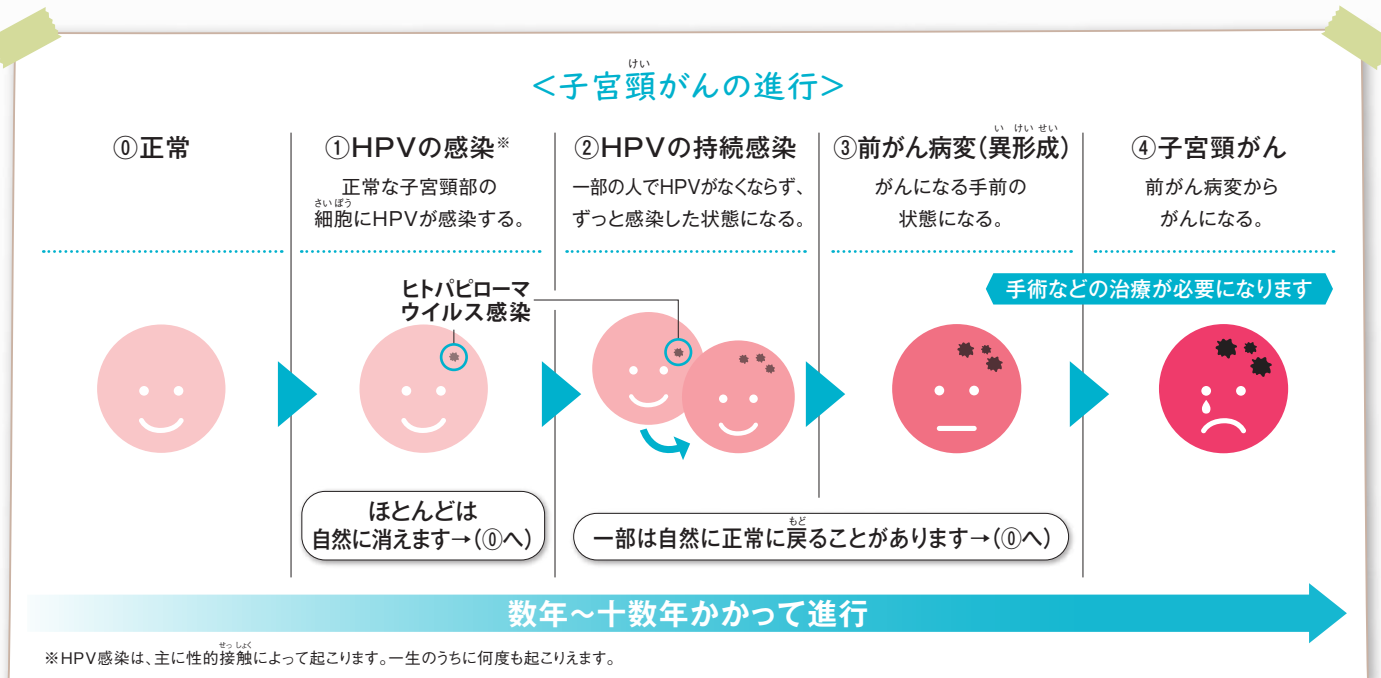 ＜子宮頸がんの進行＞
けい
⓪正常
①HPVの感染※
正常な子宮頸部の
細胞にHPVが感染する。
さいぼう
②HPVの持続感染
一部の人でHPVがなくならず、
ずっと感染した状態になる。
③前がん病変（異形成）
い けい せい
がんになる手前の
状態になる。
④子宮頸がん
前がん病変から
がんになる。
手術などの治療が必要になります
ヒトパピローマ
ウイルス感染
ほとんどは
自然に消えます→（⓪へ）
一部は自然に正常に戻ることがあります→（⓪へ）
もど
数年～十数年かかって進行
※HPV感染は、主に性的接触によって起こります。一生のうちに何度も起こりえます。
せっ しょく